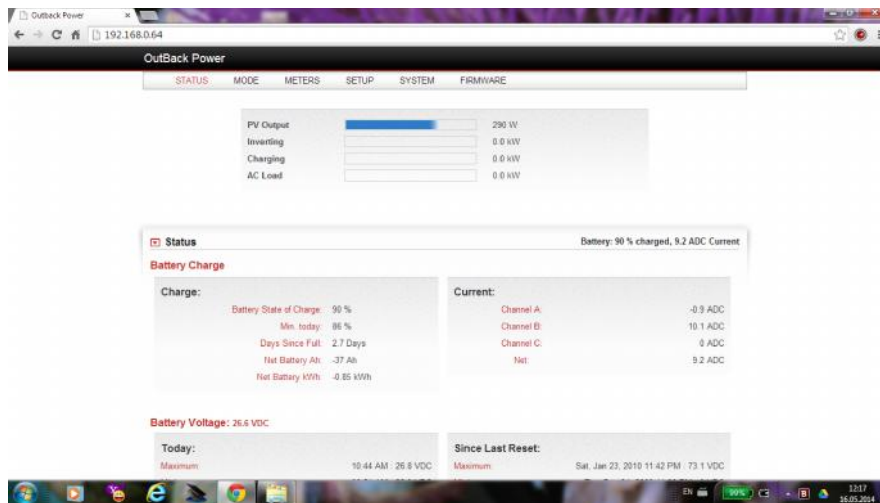 Outback Power
192.168.0.64
OutBack Power
STATUS MODE METERS SETUP SYSTEM FIRMWARE
PV Output 290 W
Inverting 0.0 kW
Charging 0.0 kW
AC Load 0.0 kW
Status Battery: 90 % charged, 9.2 ADC Current
Battery Charge
Charge:
Battery State of Charge: 90 %
Min. today: 86 %
Days Since Full: 2.7 Days
Net Battery Ah: -37 Ah
Net Battery kWh: -0.85 kWh
Current:
Channel A: -0.9 ADC
Channel B: 10.1 ADC
Channel C: 0 ADC
Net: 9.2 ADC
Battery Voltage: 26.6 VDC
Today:
Maximum: 10:44 AM 26.8 VDC
Since Last Reset:
Maximum: Sat, Jan 23, 2010 11:42 PM 73.1 VDC
EN 99% 12:17
16.05.2014